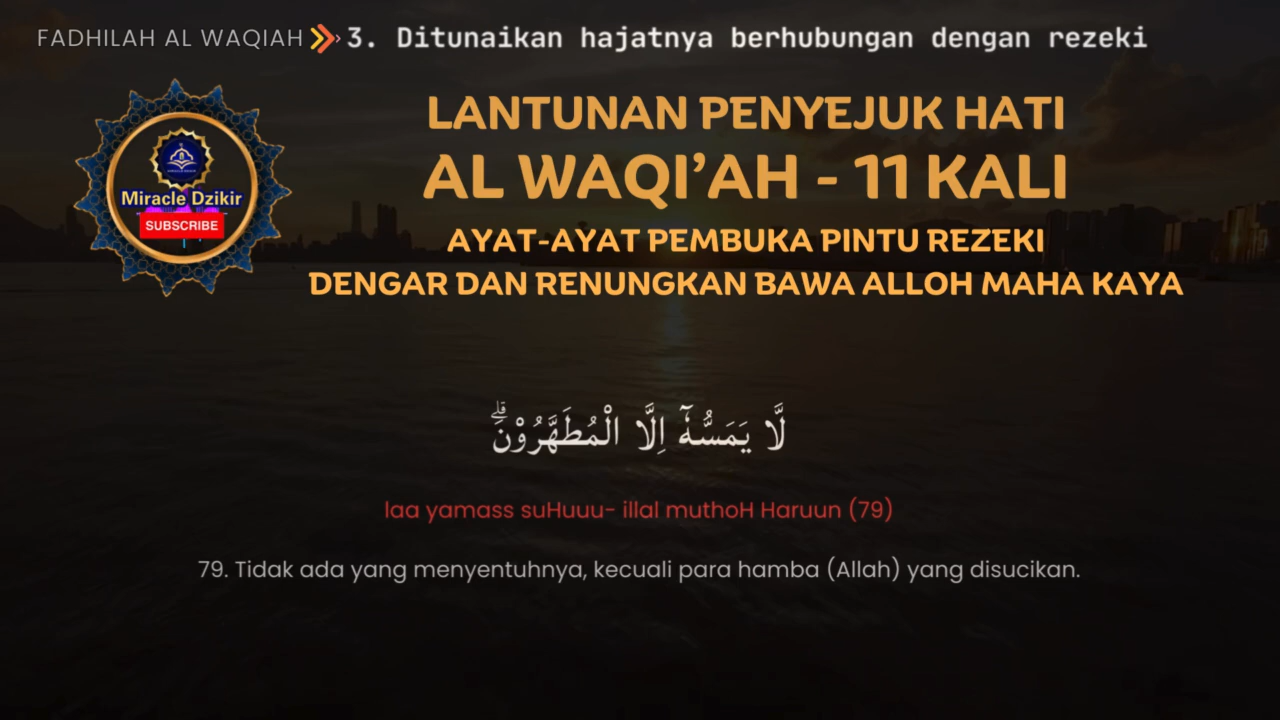 FADHILAH AL WAQIAH 3. Ditunaikan hajatnya berhubungan dengan rezeki
LANTUNAN PENYEJUK HATI
AL WAQI'AH - 11 KALI
AYAT-AYAT PEMBUKA PINTU REZEKI
DENGAR DAN RENUNGKAN BAWA ALLOH MAHA KAYA
Miracle Dzikir
SUBSCRIBE
لَّا يَمَسُّهٗٓ اِلَّا الْمُطَهَّرُوْنَۗ
laa yamass suHuuu- illal muthoH Haruun (79)
79. Tidak ada yang menyentuhnya, kecuali para hamba (Allah) yang disucikan.